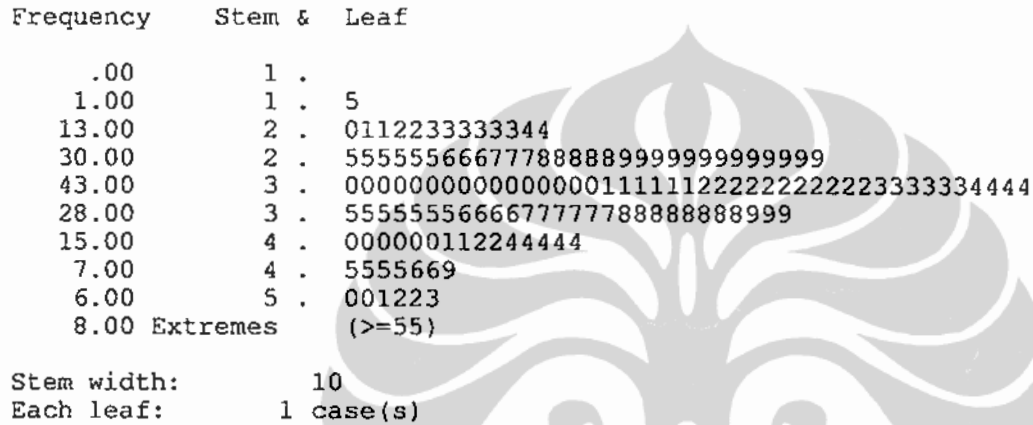 Frequency Stem & Leaf
.00 1 .
1.00 1 . 5
13.00 2 . 0112233333344
30.00 2 . 555555666777888889999999999999
43.00 3 . 0000000000000000111111222222222223333334444
28.00 3 . 5555555666677777788888888999
15.00 4 . 000000112244444
7.00 4 . 5555669
6.00 5 . 001223
8.00 Extremes (>=55)
Stem width: 10
Each leaf: 1 case(s)